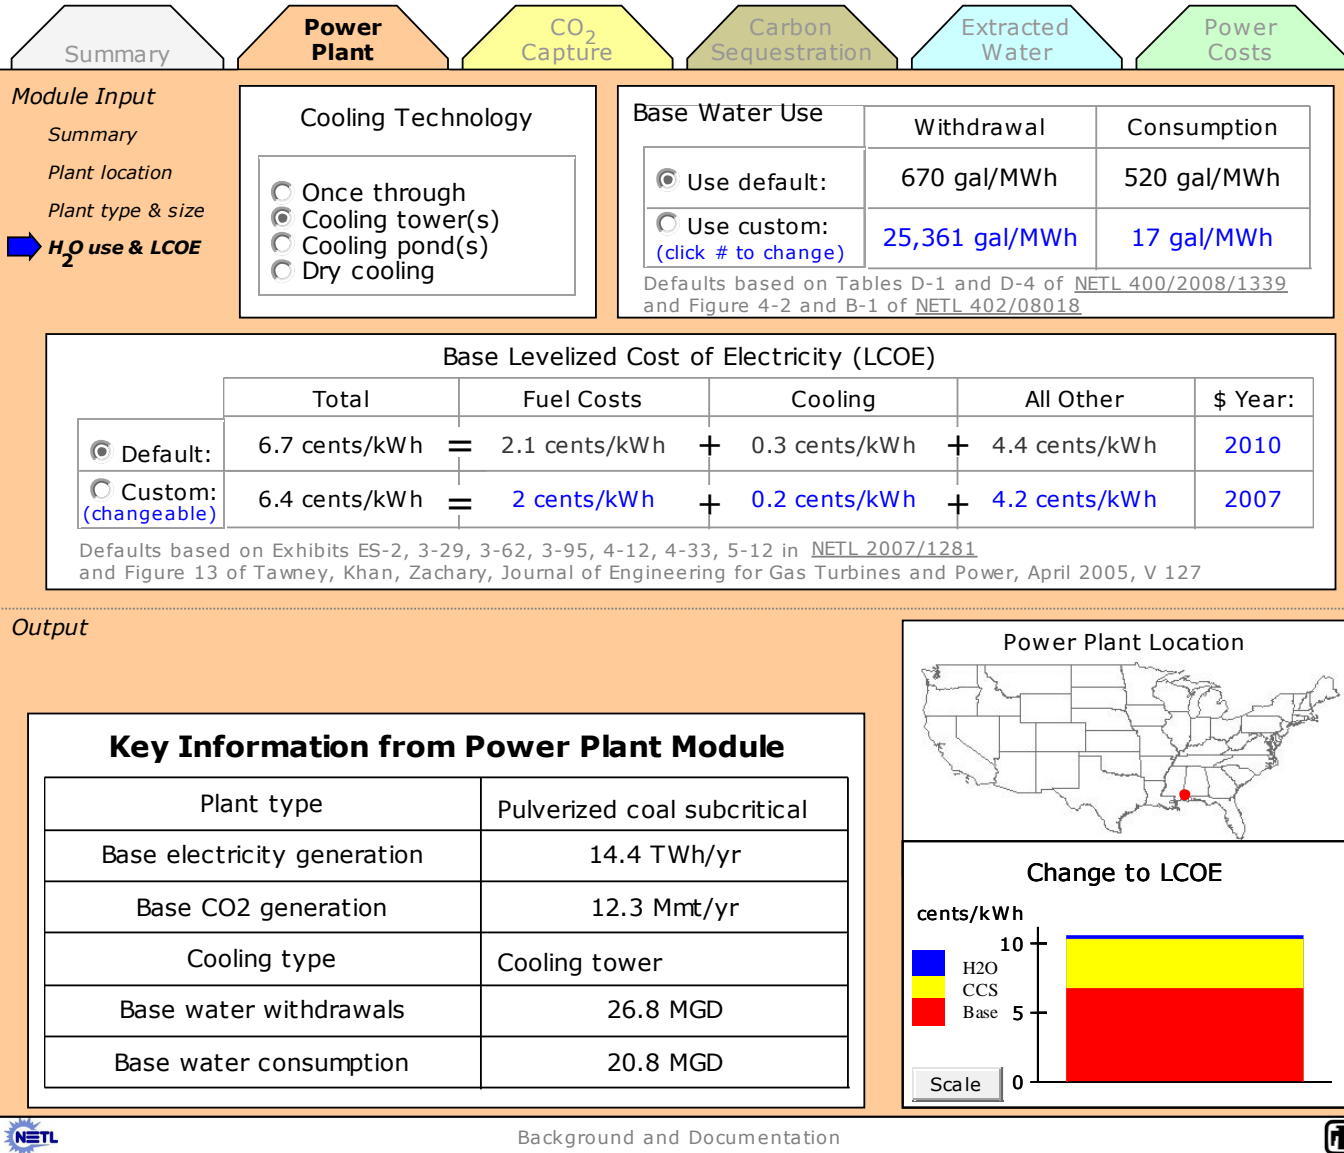 Summary
Power
Plant
CO2
Capture
Carbon
Sequestration
Extracted
Water
Power
Costs
Module Input
Summary
Plant location
Plant type & size
H2O use & LCOE
Cooling Technology
Once through
Cooling tower(s)
Cooling pond(s)
Dry cooling
Base Water Use Withdrawal Consumption
Use default: 670 gal/MWh 520 gal/MWh
Use custom: 25,361 gal/MWh 17 gal/MWh
(click # to change)
Defaults based on Tables D-1 and D-4 of NETL 400/2008/1339
and Figure 4-2 and B-1 of NETL 402/08018
Base Levelized Cost of Electricity (LCOE)
Total Fuel Costs Cooling All Other $ Year:
Default: 6.7 cents/kWh = 2.1 cents/kWh + 0.3 cents/kWh + 4.4 cents/kWh 2010
Custom: 6.4 cents/kWh = 2 cents/kWh + 0.2 cents/kWh + 4.2 cents/kWh 2007
(changeable)
Defaults based on Exhibits ES-2, 3-29, 3-62, 3-95, 4-12, 4-33, 5-12 in NETL 2007/1281
and Figure 13 of Tawney, Khan, Zachary, Journal of Engineering for Gas Turbines and Power, April 2005, V 127
Output
Key Information from Power Plant Module
Plant type Pulverized coal subcritical
Base electricity generation 14.4 TWh/yr
Base CO2 generation 12.3 Mmt/yr
Cooling type Cooling tower
Base water withdrawals 26.8 MGD
Base water consumption 20.8 MGD
Power Plant Location
Change to LCOE
cents/kWh
10
H2O
CCS
Base 5
Scale 0
NETL
Background and Documentation